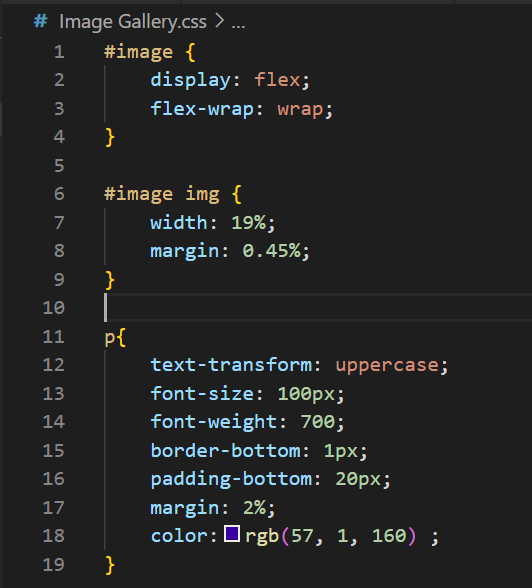 # Image Gallery.css > ...
1 #image {
2 display: flex;
3 flex-wrap: wrap;
4 }
5
6 #image img {
7 width: 19%;
8 margin: 0.45%;
9 }
10
11 p{
12 text-transform: uppercase;
13 font-size: 100px;
14 font-weight: 700;
15 border-bottom: 1px;
16 padding-bottom: 20px;
17 margin: 2%;
18 color: rgb(57, 1, 160) ;
19 }